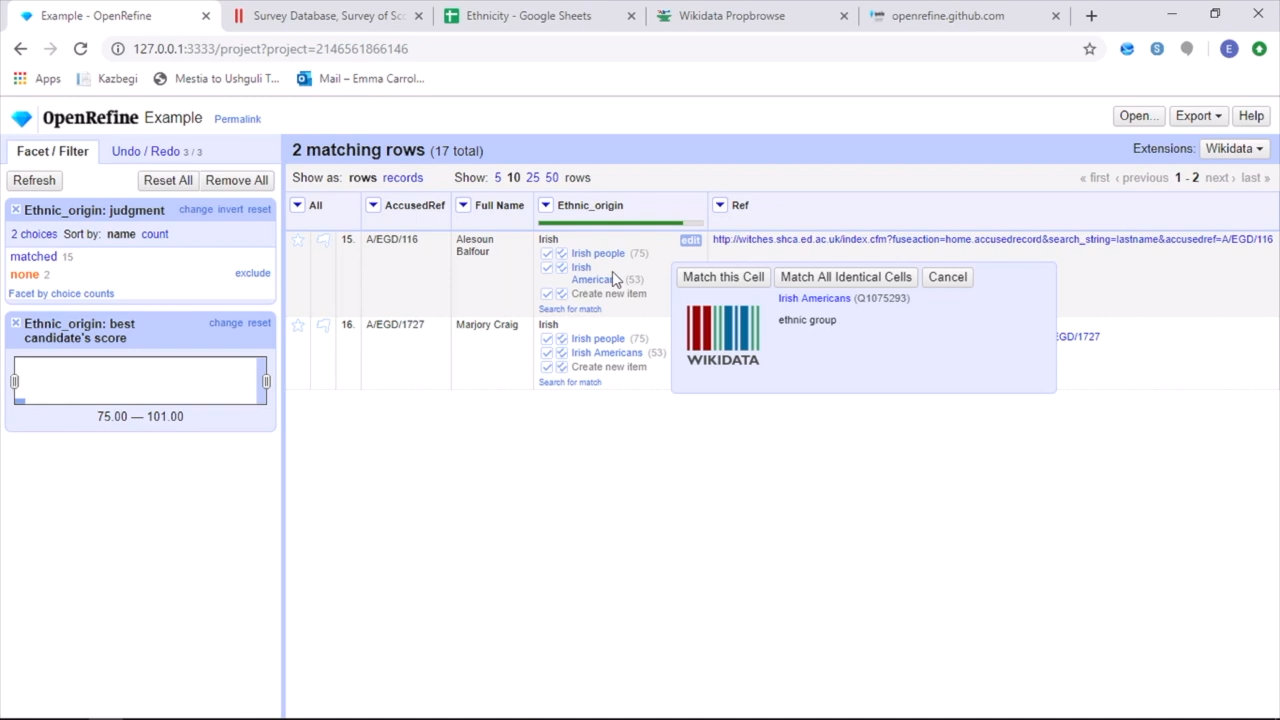 Example - OpenRefine
Survey Database, Survey of Sco
Ethnicity - Google Sheets
Wikidata Propbrowse
openrefine.github.com
127.0.0.1:3333/project?project=2146561866146
S
E
Apps
Kazbegi
Mestia to Ushguli T...
Mail – Emma Carrol...
OpenRefine Example Permalink
Open... Export Help
Facet / Filter
Undo / Redo 3 / 3
2 matching rows (17 total)
Extensions: Wikidata
Refresh
Reset All
Remove All
Show as: rows records
Show: 5 10 25 50 rows
« first ‹ previous 1 - 2 next › last »
Ethnic_origin: judgment
change invert reset
2 choices Sort by: name count
matched 15
none 2
exclude
Facet by choice counts
Ethnic_origin: best
candidate's score
change reset
75.00 — 101.00
All
AccusedRef
Full Name
Ethnic_origin
Ref
15.
A/EGD/116
Alesoun
Balfour
Irish
edit
Irish people (75)
Irish
American (53)
Create new item
Search for match
http://witches.shca.ed.ac.uk/index.cfm?fuseaction=home.accusedrecord&search_string=lastname&accusedref=A/EGD/116
16.
A/EGD/1727
Marjory Craig
Irish
Irish people (75)
Irish Americans (53)
Create new item
Search for match
GD/1727
Match this Cell
Match All Identical Cells
Cancel
Irish Americans (Q1075293)
ethnic group
WIKIDATA